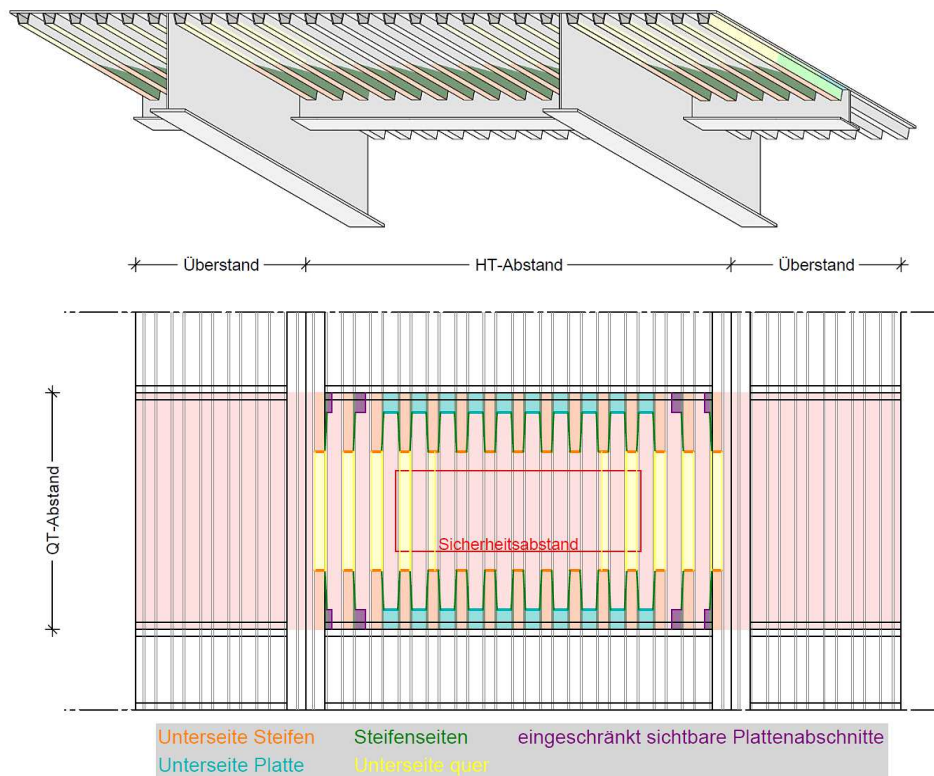 Überstand HT-Abstand Überstand
QT-Abstand
Sicherheitsabstand
Unterseite Steifen Steifenseiten eingeschränkt sichtbare Plattenabschnitte
Unterseite Platte Unterseite quer